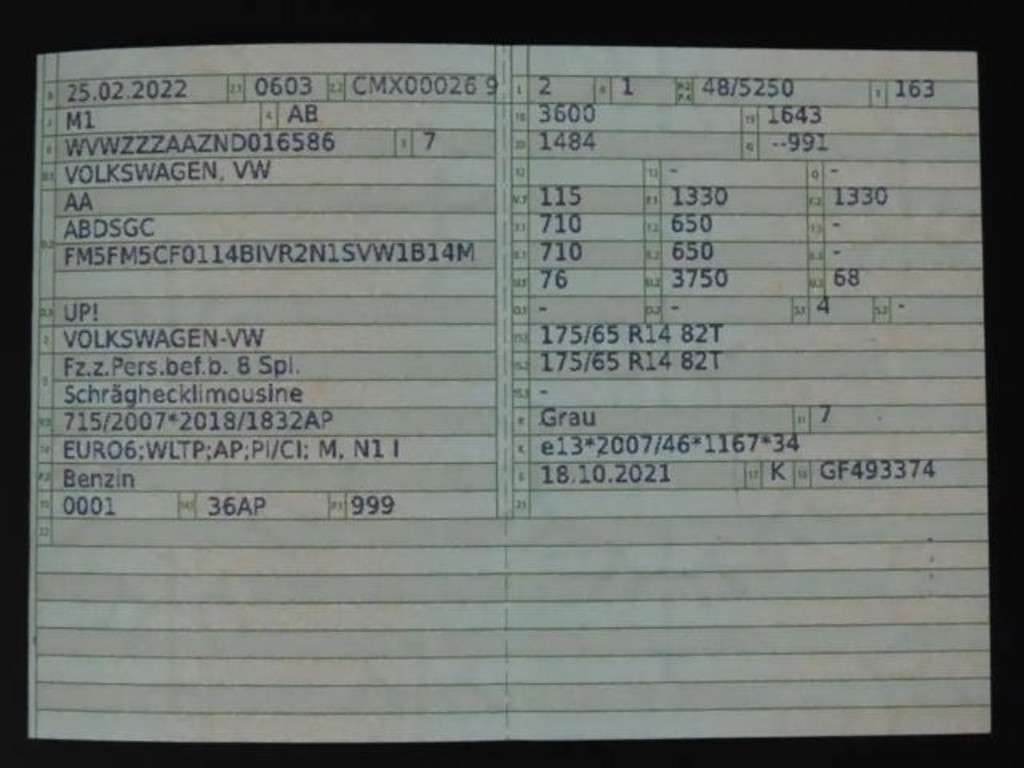 25.02.2022 0603 CMX00026 9
M1 AB
WVWZZZAAZND016586 7
VOLKSWAGEN, VW
AA
ABDSGC
FM5FM5CF0114BIVR2N1SVW1B14M
UP!
VOLKSWAGEN-VW
Fz.z.Pers.bef.b. 8 Spl.
Schräghecklimousine
715/2007*2018/1832AP
EURO6;WLTP;AP;PI/CI; M, N1 I
Benzin
0001 36AP 999
2 1 48/5250 163
3600 1643
1484 --991
- -
115 1330 1330
710 650 -
710 650 -
76 3750 68
- - 4 -
175/65 R14 82T
175/65 R14 82T
-
Grau 7
e13*2007/46*1167*34
18.10.2021 K GF493374